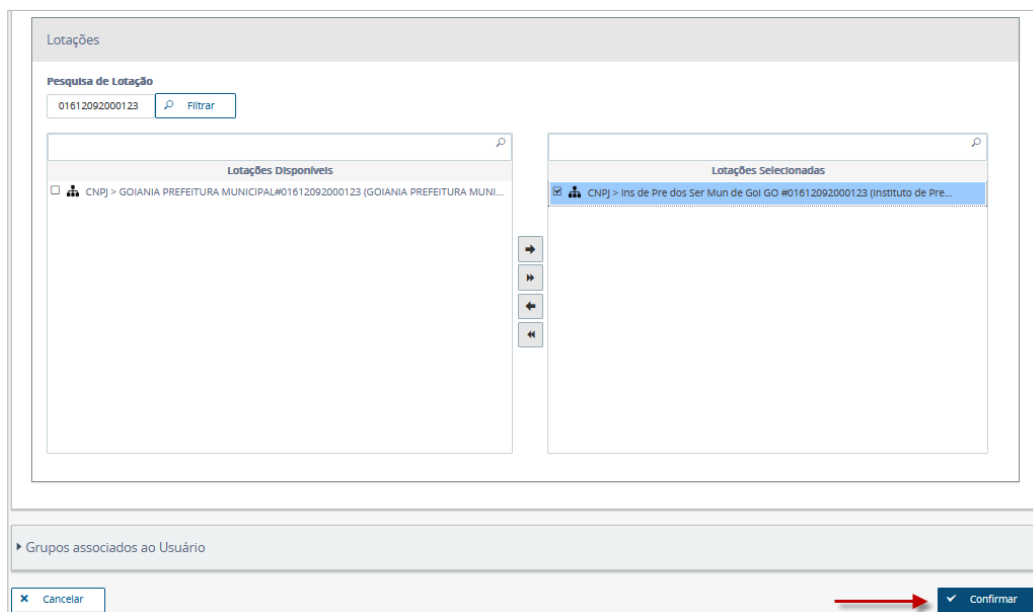 Lotações
Pesquisa de Lotação
01612092000123 Filtrar
Lotações Disponíveis
CNPJ > GOIANIA PREFEITURA MUNICIPAL#01612092000123 (GOIANIA PREFEITURA MUNI...
Lotações Selecionadas
CNPJ > Ins de Pre dos Ser Mun de Goi GO #01612092000123 (Instituto de Pre...
Grupos associados ao Usuário
Cancelar
Confirmar